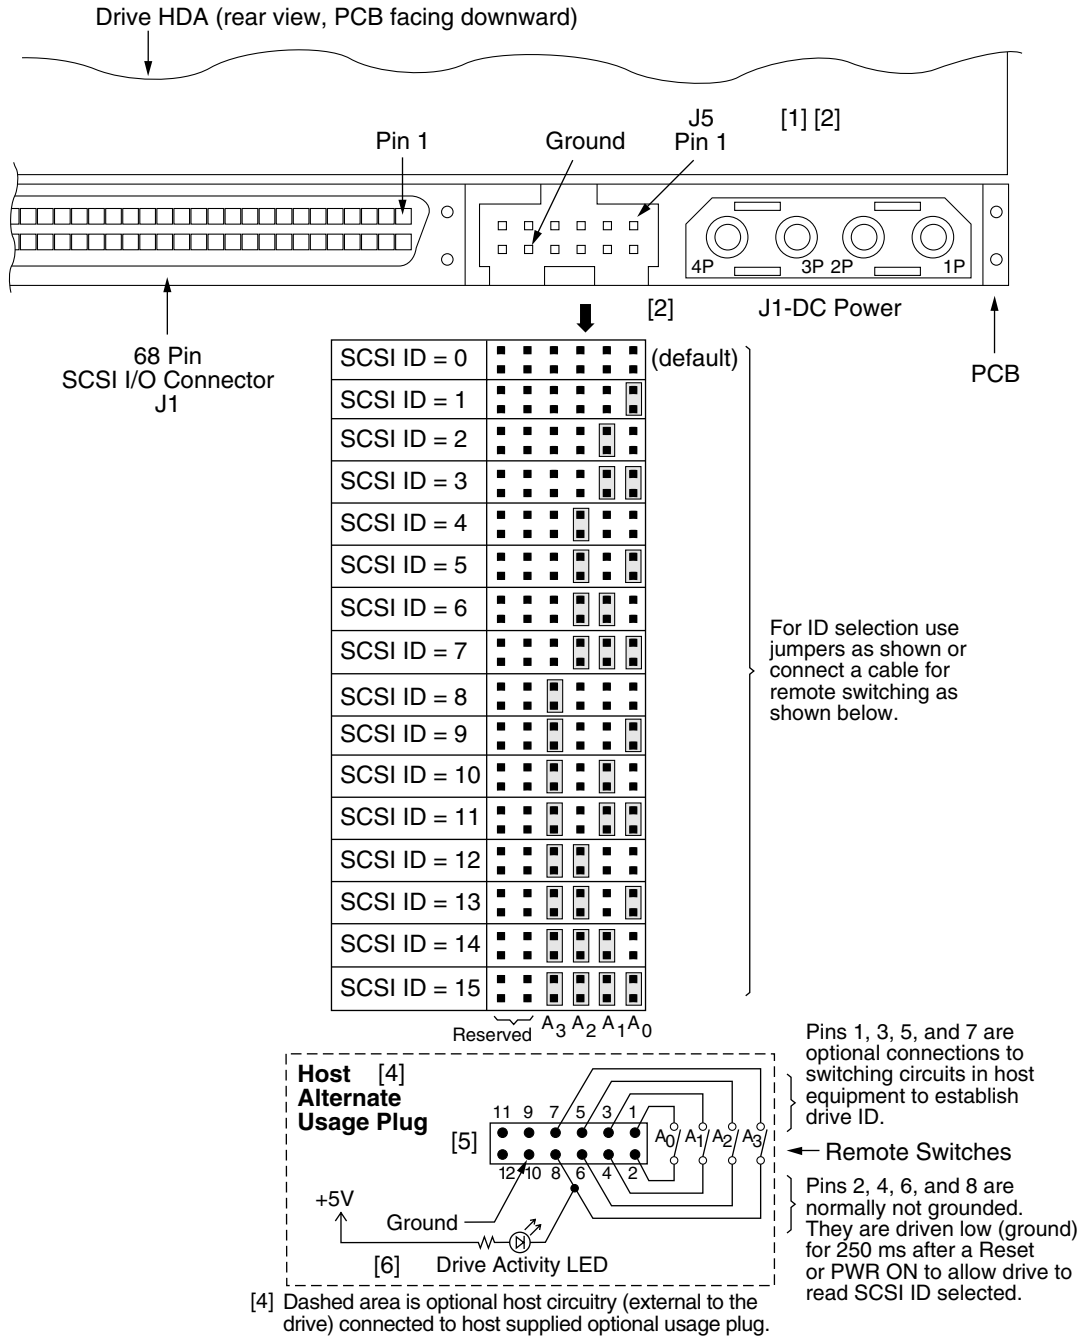 Drive HDA (rear view, PCB facing downward)
Pin 1
Ground
J5
Pin 1
[1] [2]
4P
3P
2P
1P
[2]
J1-DC Power
68 Pin
SCSI I/O Connector
J1
PCB
SCSI ID = 0
(default)
SCSI ID = 1
SCSI ID = 2
SCSI ID = 3
SCSI ID = 4
SCSI ID = 5
SCSI ID = 6
SCSI ID = 7
SCSI ID = 8
SCSI ID = 9
SCSI ID = 10
SCSI ID = 11
SCSI ID = 12
SCSI ID = 13
SCSI ID = 14
SCSI ID = 15
For ID selection use
jumpers as shown or
connect a cable for
remote switching as
shown below.
Reserved A3 A2 A1 A0
Host [4]
Alternate
Usage Plug
11 9 7 5 3 1
[5]
A0 A1 A2 A3
12 10 8 6 4 2
+5V
Ground
[6]
Drive Activity LED
Pins 1, 3, 5, and 7 are
optional connections to
switching circuits in host
equipment to establish
drive ID.
Remote Switches
Pins 2, 4, 6, and 8 are
normally not grounded.
They are driven low (ground)
for 250 ms after a Reset
or PWR ON to allow drive to
read SCSI ID selected.
[4] Dashed area is optional host circuitry (external to the
drive) connected to host supplied optional usage plug.